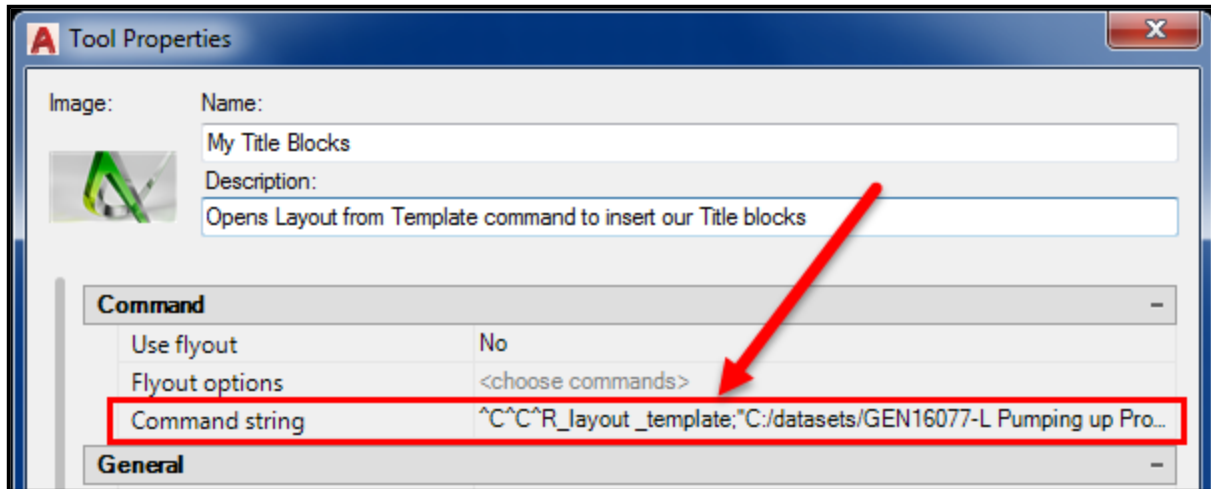 Tool Properties
Image: Name:
My Title Blocks
Description:
Opens Layout from Template command to insert our Title blocks
Command
Use flyout No
Flyout options <choose commands>
Command string ^C^C^R_layout _template;"C:/datasets/GEN16077-L Pumping up Pro...
General